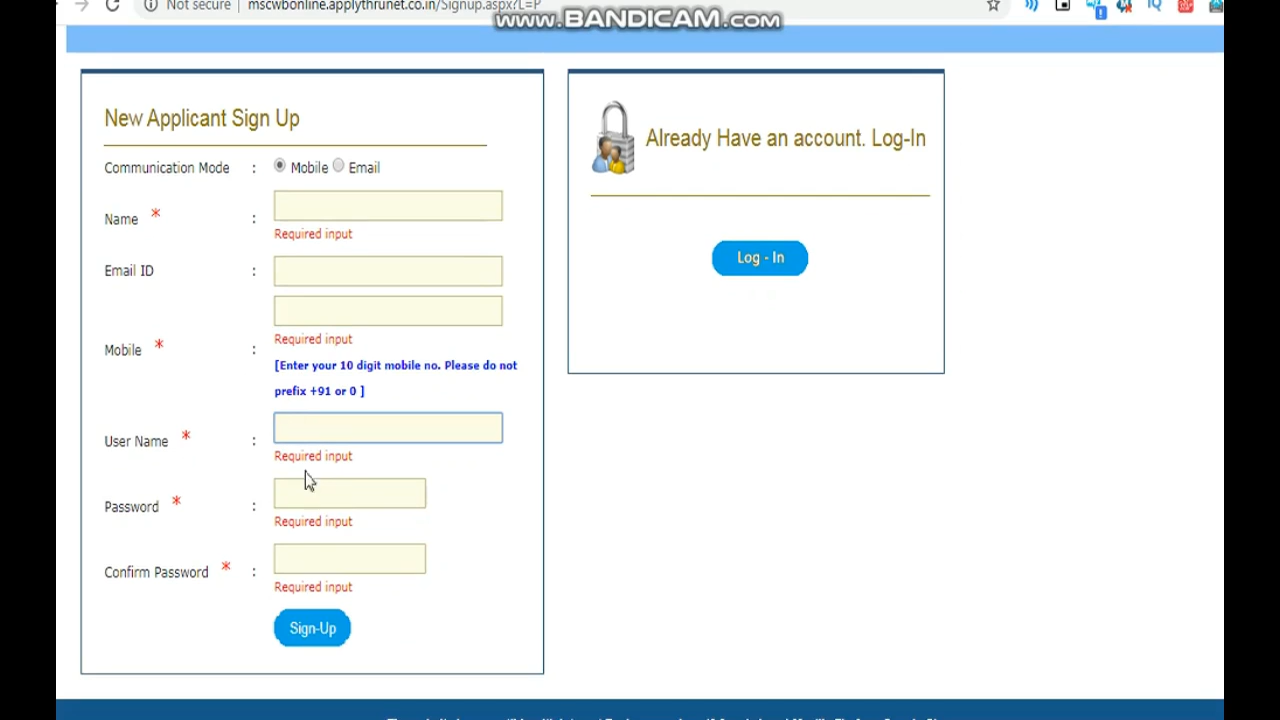 Not secure | mscwbonline.applythrunet.co.in/Signup.aspx?L=P
www.BANDICAM.com
IQ
New Applicant Sign Up
Communication Mode : Mobile Email
Name * :
Required input
Email ID :
Required input
Mobile * :
[Enter your 10 digit mobile no. Please do not
prefix +91 or 0 ]
User Name * :
Required input
Password * :
Required input
Confirm Password * :
Required input
Sign-Up
Already Have an account. Log-In
Log - In